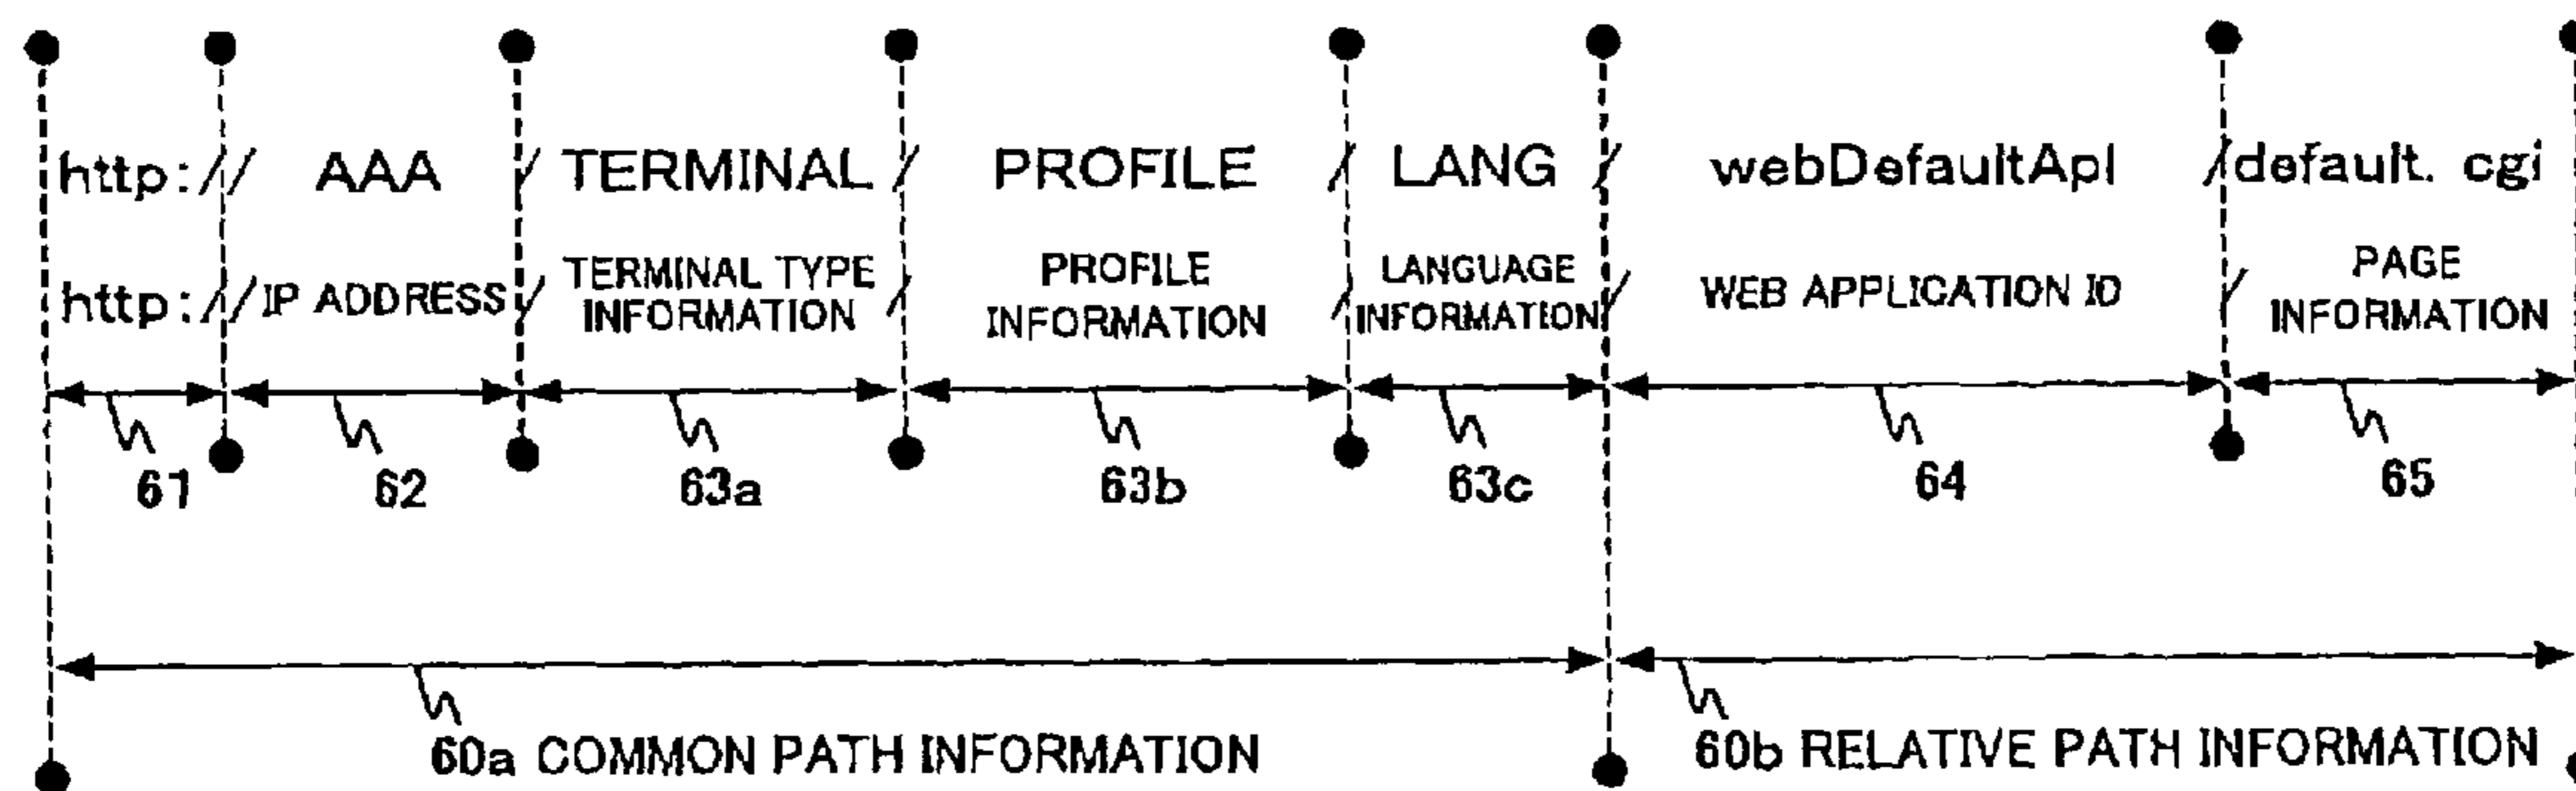 http:// AAA / TERMINAL / PROFILE / LANG / webDefaultApl /default. cgi
http:// IP ADDRESS / TERMINAL TYPE INFORMATION / PROFILE INFORMATION / LANGUAGE INFORMATION / WEB APPLICATION ID / PAGE INFORMATION
61 62 63a 63b 63c 64 65
60a COMMON PATH INFORMATION 60b RELATIVE PATH INFORMATION